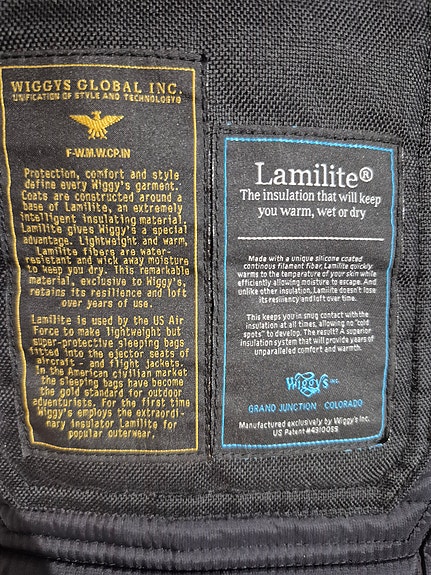 WIGGYS GLOBAL INC.
UNIFICATION OF STYLE AND TECHNOLOGY®
F-W.M.W.CP.IN
Protection, comfort and style
define every Wiggy's garment.
Coats are constructed around a
base of Lamilite, an extremely
intelligent insulating material.
Lamilite gives Wiggy's a special
advantage. Lightweight and warm,
Lamilite fibers are water-
resistant and wick away moisture
to keep you dry. This remarkable
material, exclusive to Wiggy's,
retains its resilience and loft
over years of use.
Lamilite is used by the US Air
Force to make lightweight but
super-protective sleeping bags
fitted into the ejector seats of
aircraft - and flight jackets.
In the American civilian market
the sleeping bags have become
the gold standard for outdoor
adventurists. For the first time
Wiggy's employs the extraordi-
nary insulator Lamilite for
popular outerwear.
Lamilite®
The insulation that will keep
you warm, wet or dry
Made with a unique silicone coated
continous filament fibar, Lamilite quickly
warms to the temperature of your skin while
efficiently allowing moisture to escape. And
unlike other insulation, Lamilite doesn't lose
its resiliency and loft over time.
This keeps you in snug contact with the
insulation at all times, allowing no "cold
spots" to develop. The result? A superior
insulation system that will provide years of
unparalleled comfort and warmth.
Wiggy's INC.
GRAND JUNCTION · COLORADO
Manufactured exclusively by Wiggy's Inc.
US Patent#4910055